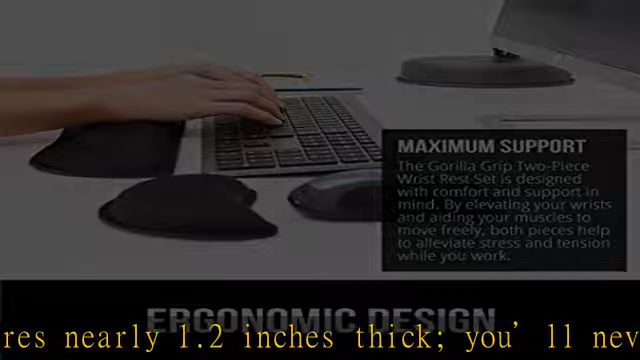 MAXIMUM SUPPORT
The Gorilla Grip Two-Piece
Wrist Rest Set is designed
with comfort and support in
mind. By elevating your wrists
and aiding your muscles to
move freely, both pieces help
to alleviate stress and tension
while you work.
ERGONOMIC DESIGN
res nearly 1.2 inches thick; you’ll nev